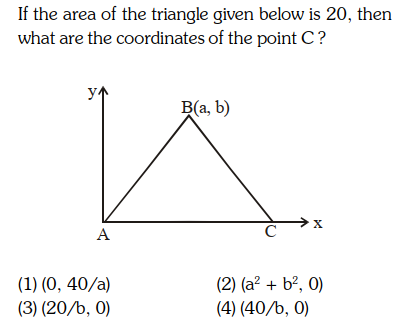 If the area of the triangle given below is 20, then
what are the coordinates of the point C?
y
B(a, b)
x
A
C
(1) (0, 40/a)
(2) (a² + b², 0)
(3) (20/b, 0)
(4) (40/b, 0)